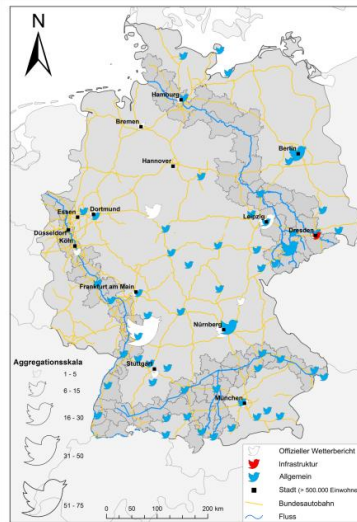 N
Hamburg
Bremen
Berlin
Hannover
Essen
Dortmund
Leipzig
Düsseldorf
Dresden
Köln
Frankfurt am Main
Nürnberg
Aggregationsskala
Stuttgart
1 - 5
6 - 15
München
16 - 30
31 - 50
51 - 75
Offizieller Wetterbericht
Infrastruktur
Allgemein
Stadt (> 500.000 Einwohner
Bundesautobahn
Fluss
0 50 100 200 km